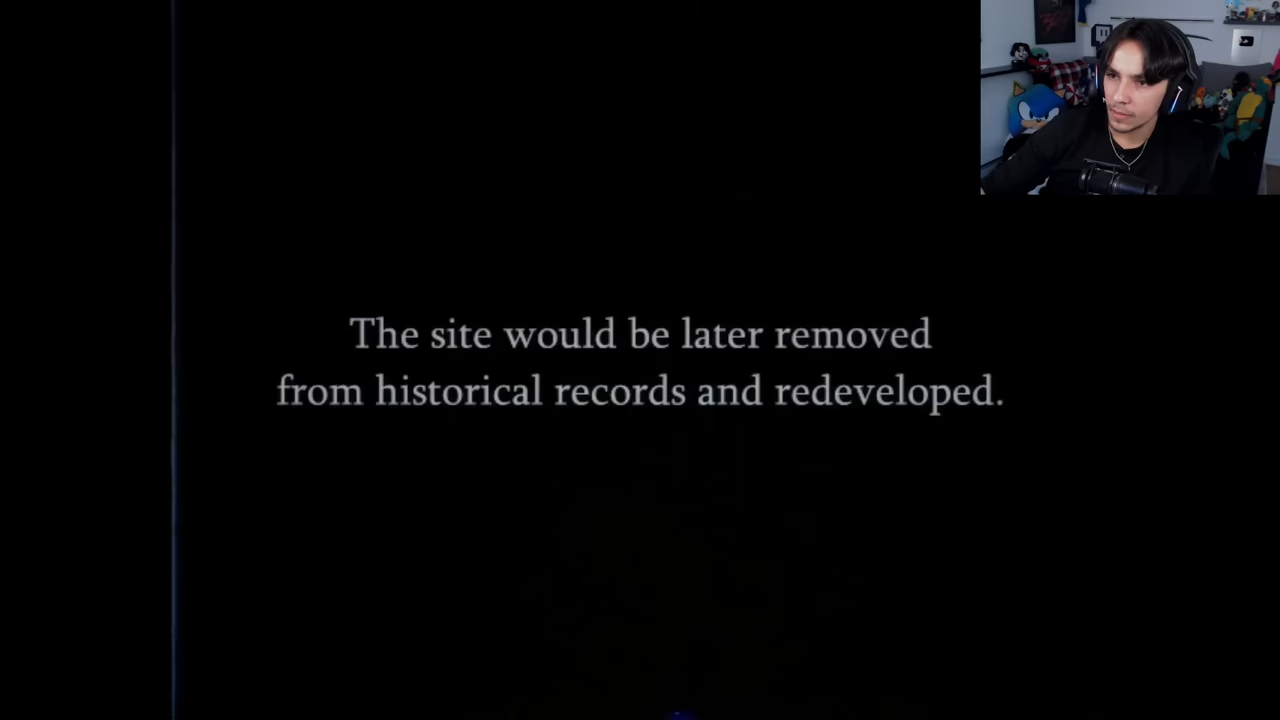 The site would be later removed
from historical records and redeveloped.